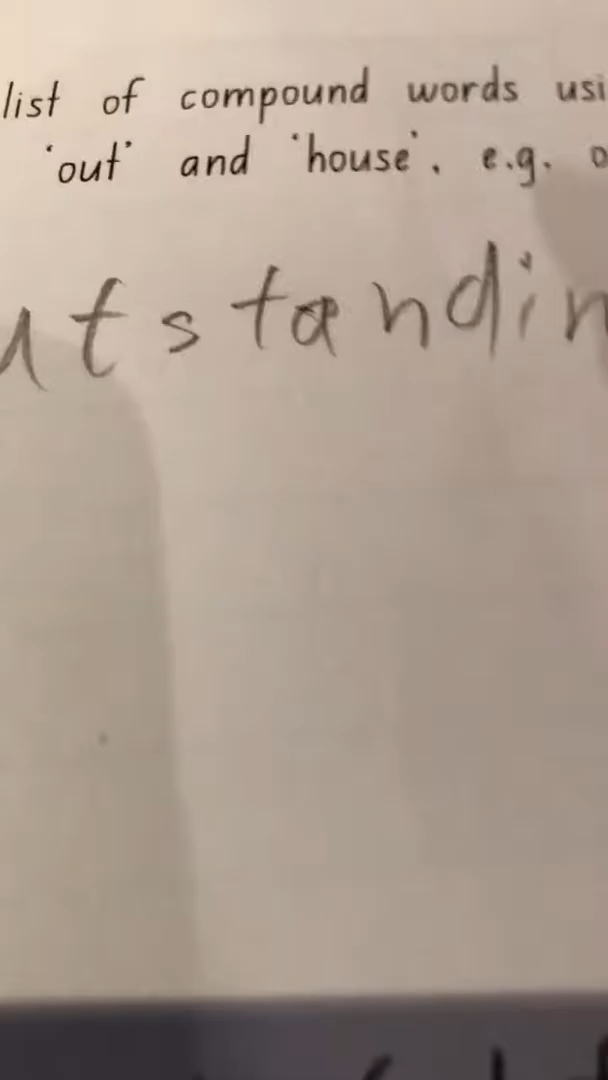 list of compound words usi
'out' and 'house'. e.g. o
utstandin